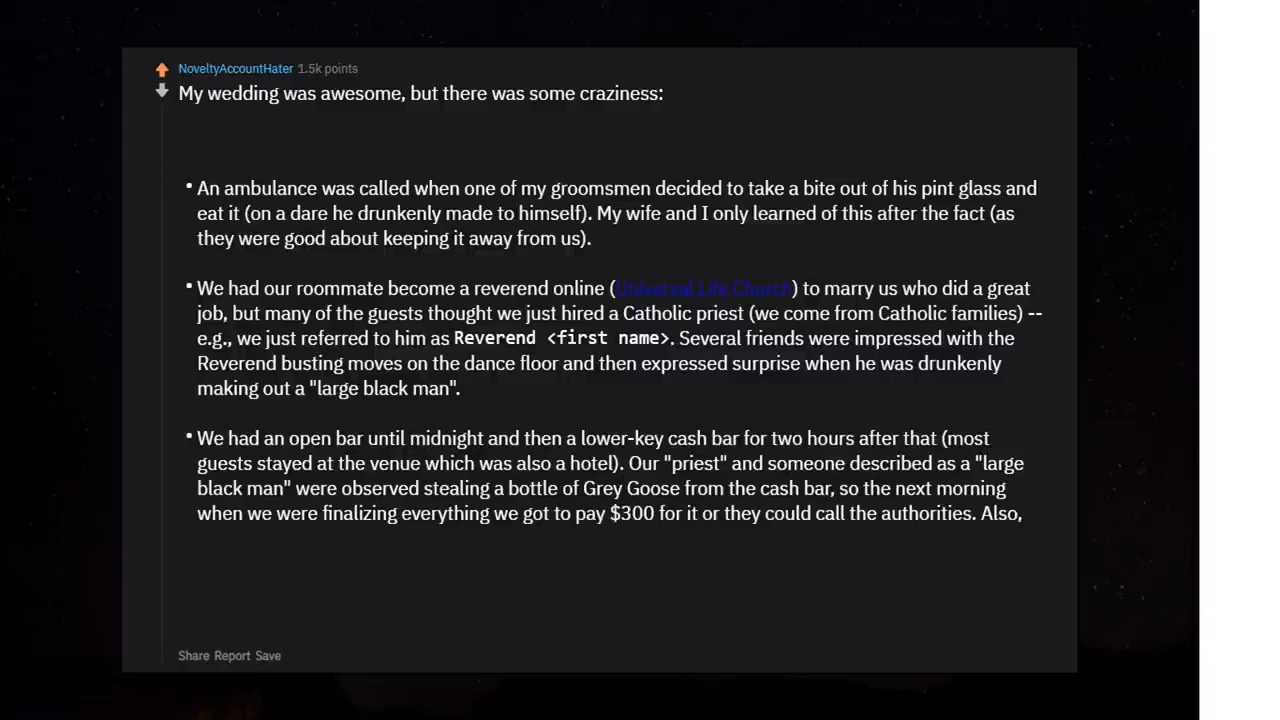 NoveltyAccountHater 1.5k points
My wedding was awesome, but there was some craziness:
• An ambulance was called when one of my groomsmen decided to take a bite out of his pint glass and
eat it (on a dare he drunkenly made to himself). My wife and I only learned of this after the fact (as
they were good about keeping it away from us).
• We had our roommate become a reverend online (Universal Life Church) to marry us who did a great
job, but many of the guests thought we just hired a Catholic priest (we come from Catholic families) --
e.g., we just referred to him as Reverend <first name>. Several friends were impressed with the
Reverend busting moves on the dance floor and then expressed surprise when he was drunkenly
making out a "large black man".
• We had an open bar until midnight and then a lower-key cash bar for two hours after that (most
guests stayed at the venue which was also a hotel). Our "priest" and someone described as a "large
black man" were observed stealing a bottle of Grey Goose from the cash bar, so the next morning
when we were finalizing everything we got to pay $300 for it or they could call the authorities. Also,
Share Report Save